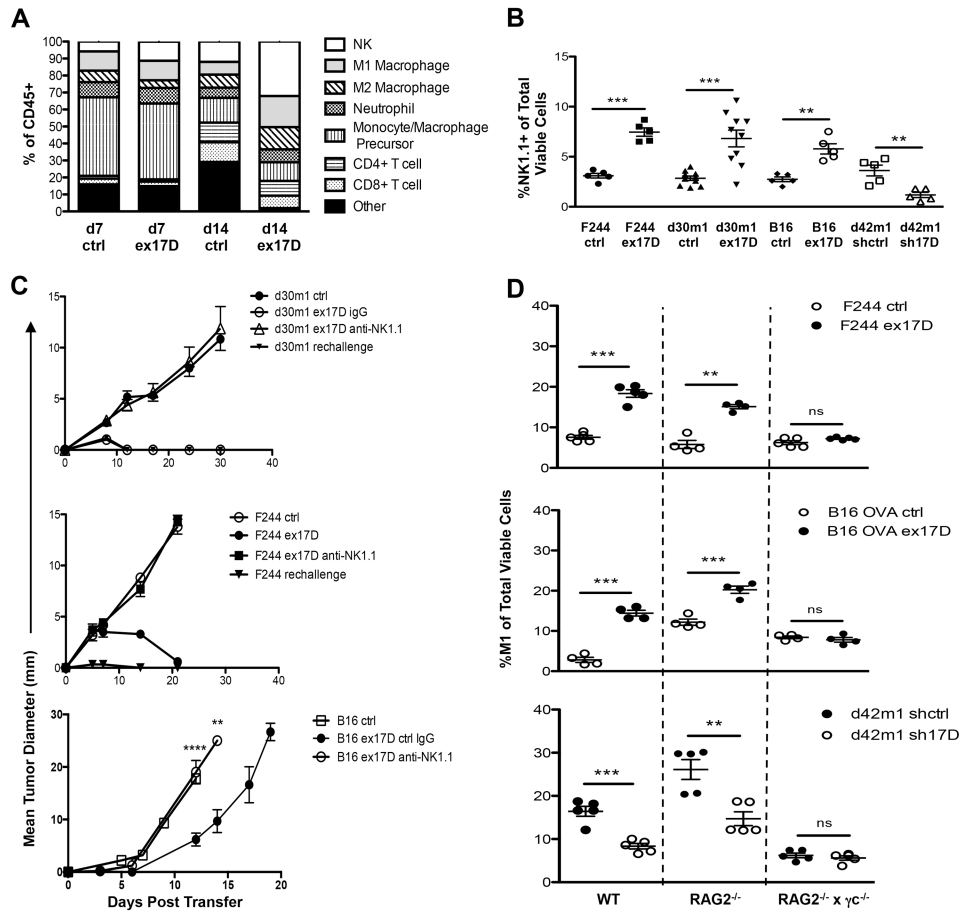 A
% of CD45+
100
90
80
70
60
50
40
30
20
10
0
d7 ctrl
d7 ex17D
d14 ctrl
d14 ex17D
NK
M1 Macrophage
M2 Macrophage
Neutrophil
Monocyte/Macrophage
Precursor
CD4+ T cell
CD8+ T cell
Other
B
%NK1.1+ of Total
Viable Cells
15
10
5
0
***
***
**
**
F244 ctrl
F244 ex17D
d30m1 ctrl
d30m1 ex17D
B16 ctrl
B16 ex17D
d42m1 shctrl
d42m1 sh17D
C
Mean Tumor Diameter (mm)
15
10
5
0
0 10 20 30 40
d30m1 ctrl
d30m1 ex17D igG
d30m1 ex17D anti-NK1.1
d30m1 rechallenge
15
10
5
0
0 10 20 30 40
F244 ctrl
F244 ex17D
F244 ex17D anti-NK1.1
F244 rechallenge
30
20
10
0
0 5 10 15 20
****
**
B16 ctrl
B16 ex17D ctrl IgG
B16 ex17D anti-NK1.1
Days Post Transfer
D
%M1 of Total Viable Cells
40
30
20
10
0
F244 ctrl
F244 ex17D
***
**
ns
40
30
20
10
0
B16 OVA ctrl
B16 OVA ex17D
***
***
ns
40
30
20
10
0
d42m1 shctrl
d42m1 sh17D
***
**
ns
WT
RAG2-/-
RAG2-/- x γc-/-